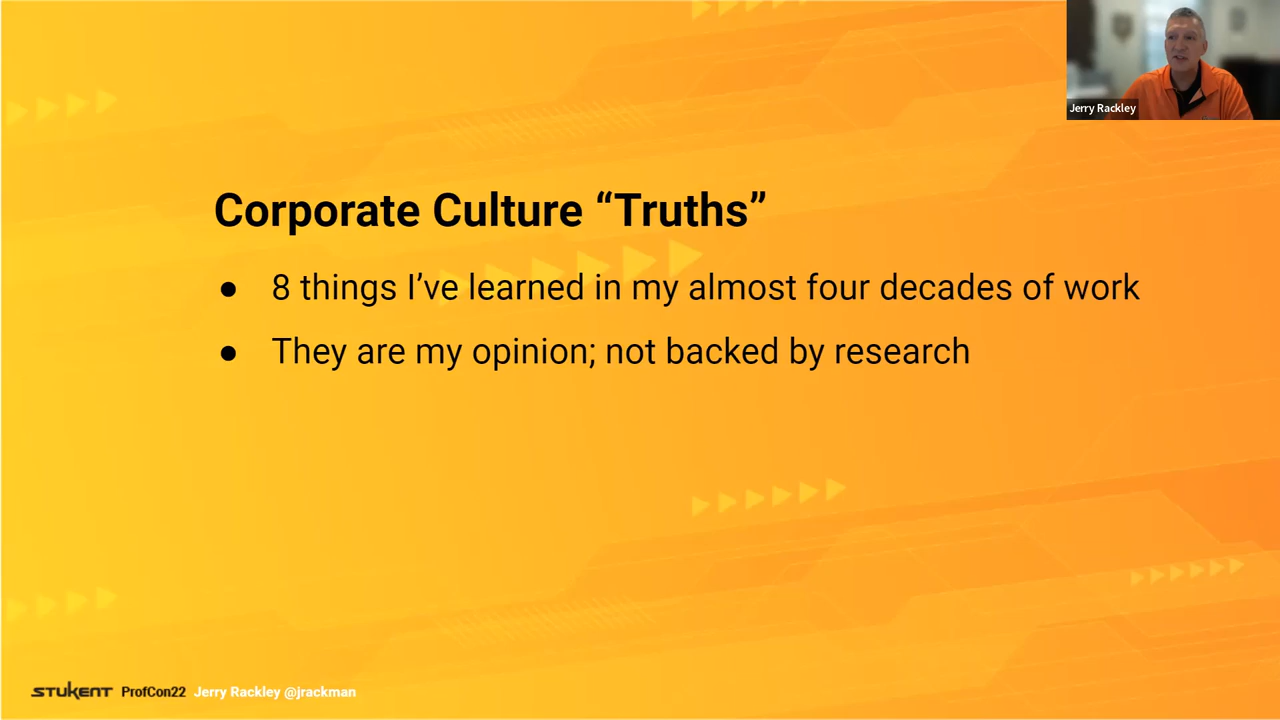 Jerry Rackley
Corporate Culture “Truths”
● 8 things I’ve learned in my almost four decades of work
● They are my opinion; not backed by research
STUKENT ProfCon22 Jerry Rackley @jrackman